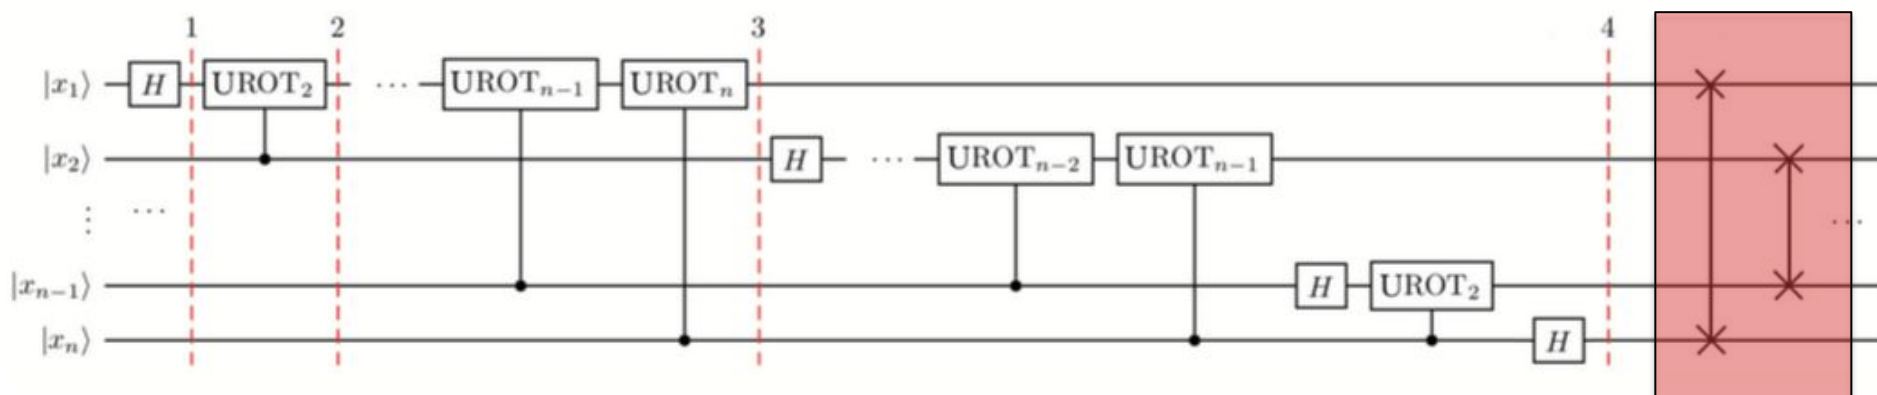 1 2 3 4
|x₁⟩ H UROT₂ ⋯ UROTₙ₋₁ UROTₙ
|x₂⟩ H ⋯ UROTₙ₋₂ UROTₙ₋₁
⋮ ⋯ ⋯
|xₙ₋₁⟩ H UROT₂
|xₙ⟩ H